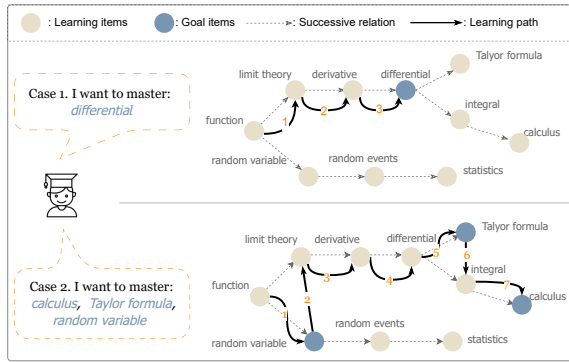 : Learning items : Goal items : Successive relation : Learning path
Case 1. I want to master:
differential
Talyor formula
limit theory derivative differential
integral
function
1 2 3
calculus
random variable random events
statistics
Case 2. I want to master:
calculus, Taylor formula,
random variable
Talyor formula
limit theory derivative differential
5 6
integral
3 4 7
function
calculus
1 2
random events
random variable statistics